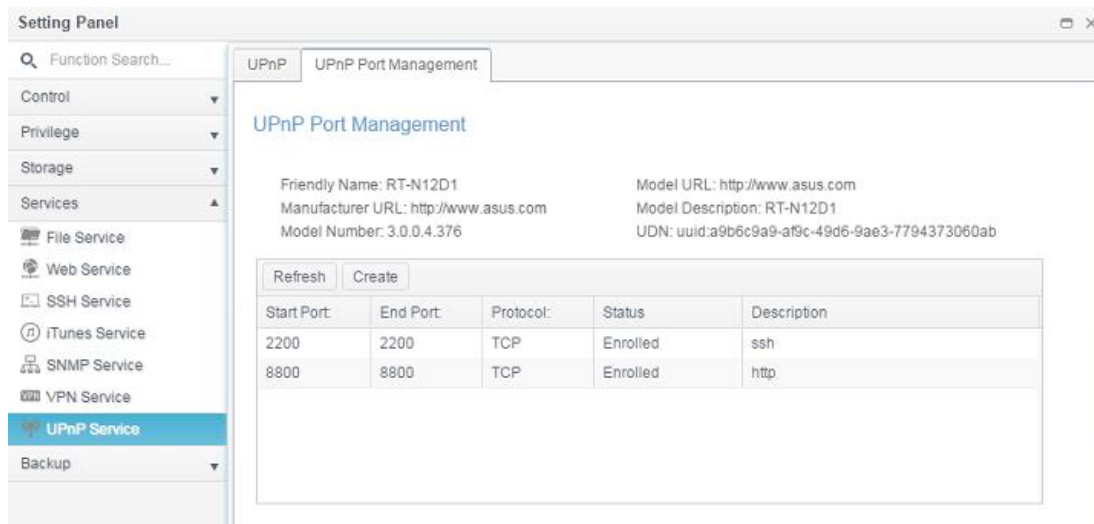 Setting Panel
Function Search...
Control
Privilege
Storage
Services
File Service
Web Service
SSH Service
iTunes Service
SNMP Service
VPN Service
UPnP Service
Backup
UPnP
UPnP Port Management
UPnP Port Management
Friendly Name: RT-N12D1
Manufacturer URL: http://www.asus.com
Model Number: 3.0.0.4.376
Model URL: http://www.asus.com
Model Description: RT-N12D1
UDN: uuid:a9b6c9a9-af9c-49d6-9ae3-7794373060ab
Refresh Create
Start Port: End Port: Protocol: Status Description
2200 2200 TCP Enrolled ssh
8800 8800 TCP Enrolled http